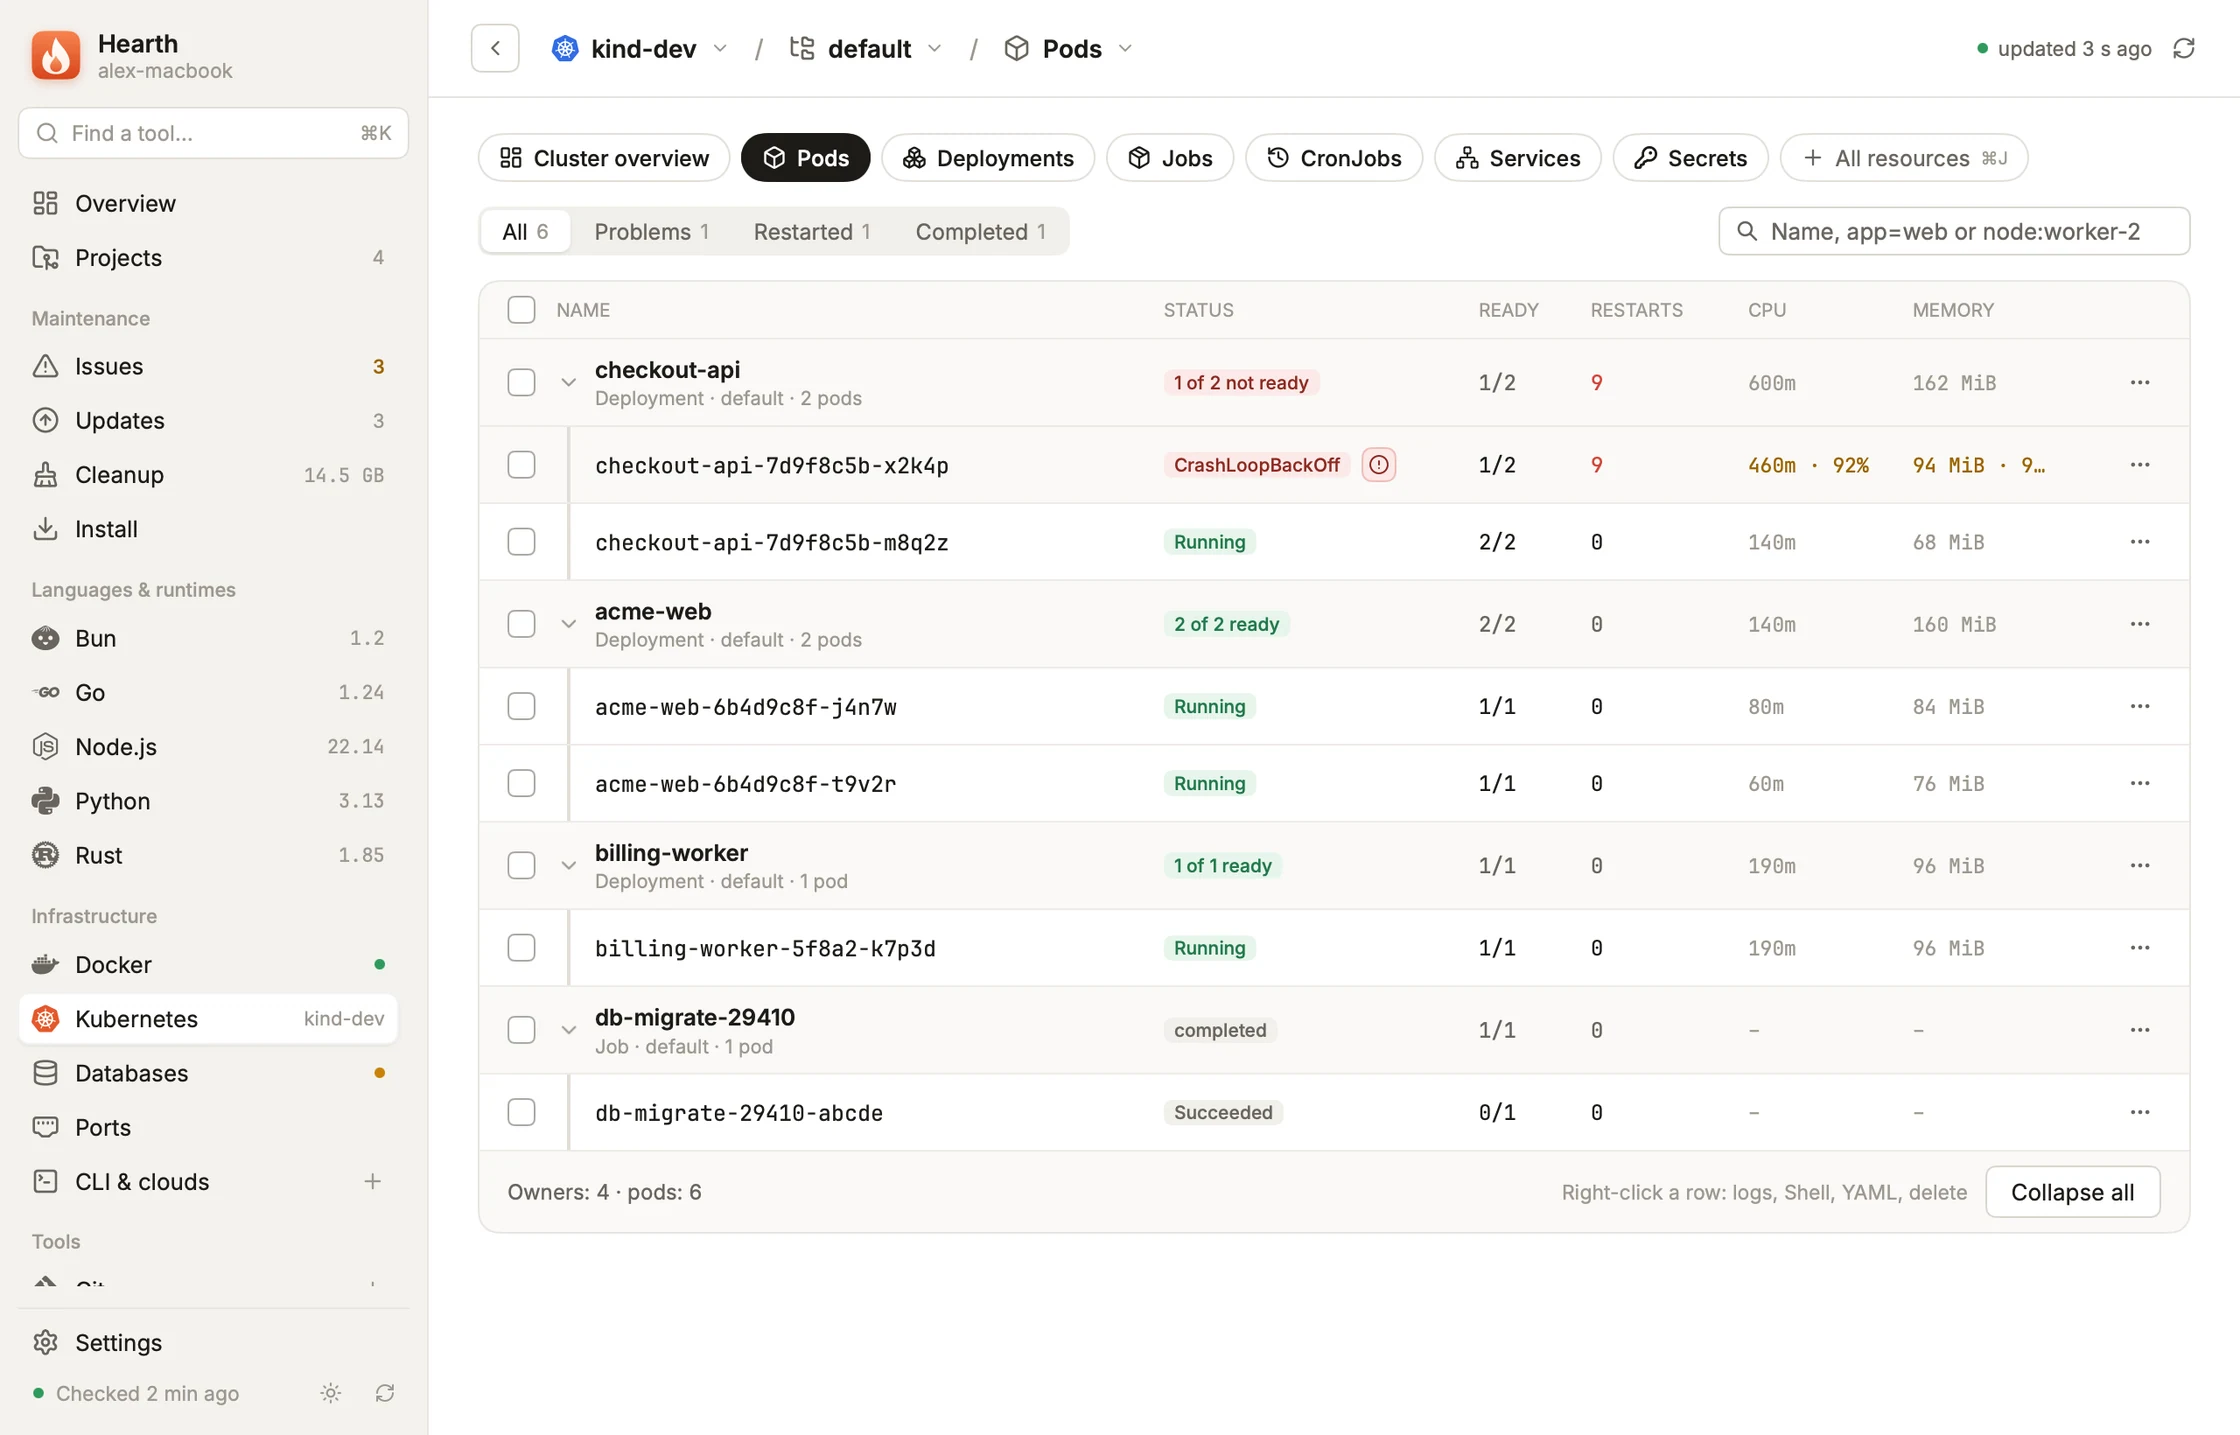 Hearth
alex-macbook
Find a tool... ⌘K
Overview
Projects 4
Maintenance
Issues 3
Updates 3
Cleanup 14.5 GB
Install
Languages & runtimes
Bun 1.2
Go 1.24
Node.js 22.14
Python 3.13
Rust 1.85
Infrastructure
Docker
Kubernetes kind-dev
Databases
Ports
CLI & clouds
Tools
Settings
Checked 2 min ago
kind-dev / default / Pods
updated 3 s ago
Cluster overview Pods Deployments Jobs CronJobs Services Secrets All resources ⌘J
All 6 Problems 1 Restarted 1 Completed 1
Name, app=web or node:worker-2
NAME STATUS READY RESTARTS CPU MEMORY
checkout-api
Deployment · default · 2 pods
1 of 2 not ready 1/2 9 600m 162 MiB
checkout-api-7d9f8c5b-x2k4p CrashLoopBackOff 1/2 9 460m · 92% 94 MiB · 9…
checkout-api-7d9f8c5b-m8q2z Running 2/2 0 140m 68 MiB
acme-web
Deployment · default · 2 pods
2 of 2 ready 2/2 0 140m 160 MiB
acme-web-6b4d9c8f-j4n7w Running 1/1 0 80m 84 MiB
acme-web-6b4d9c8f-t9v2r Running 1/1 0 60m 76 MiB
billing-worker
Deployment · default · 1 pod
1 of 1 ready 1/1 0 190m 96 MiB
billing-worker-5f8a2-k7p3d Running 1/1 0 190m 96 MiB
db-migrate-29410
Job · default · 1 pod
completed 1/1 0 – –
db-migrate-29410-abcde Succeeded 0/1 0 – –
Owners: 4 · pods: 6
Right-click a row: logs, Shell, YAML, delete
Collapse all